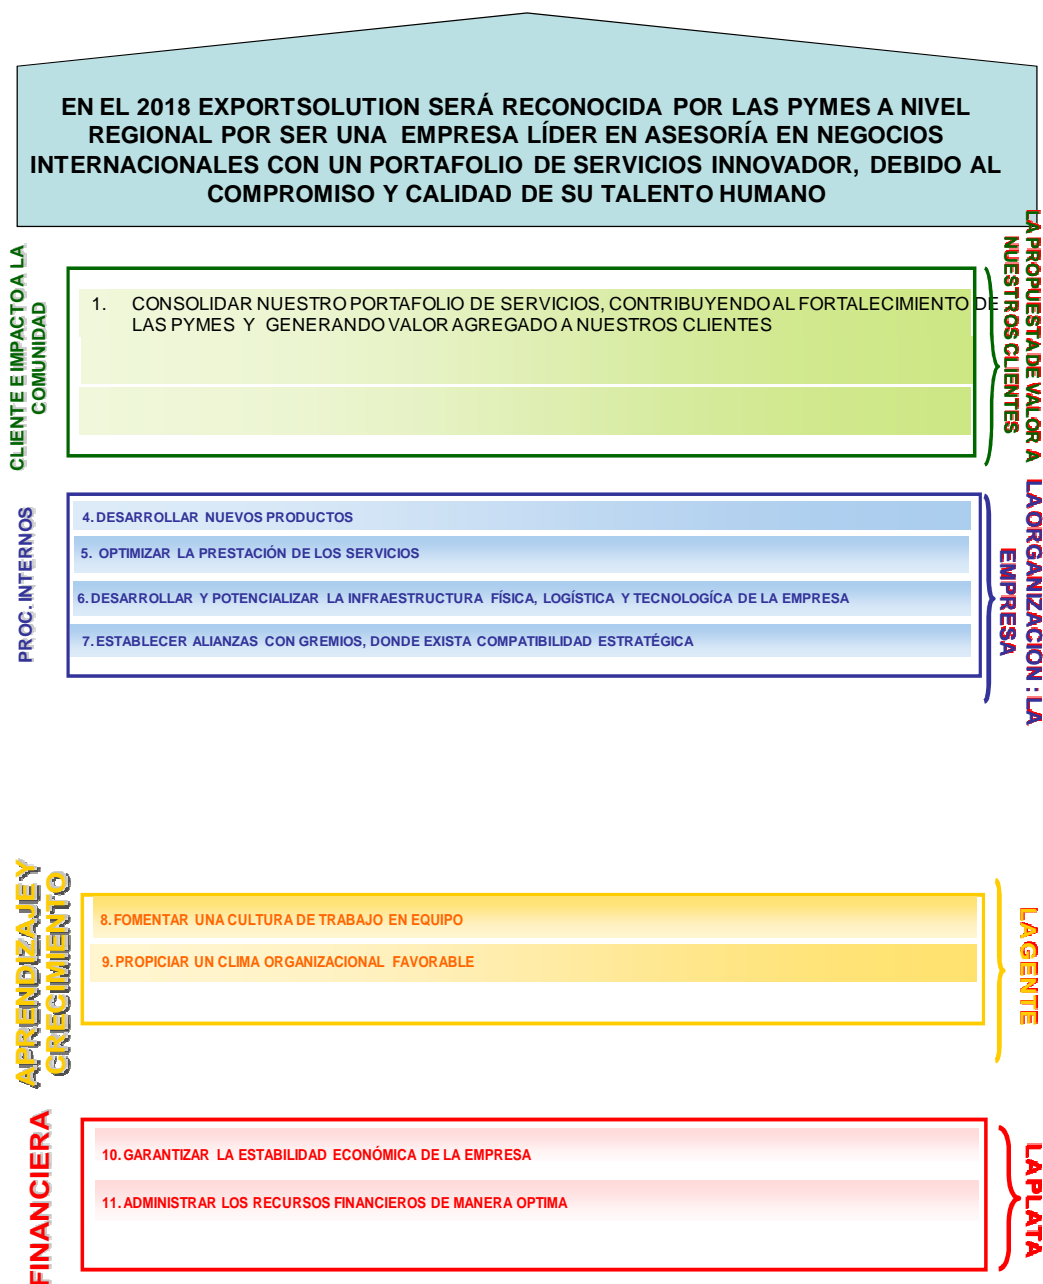 EN EL 2018 EXPORTSOLUTION SERÁ RECONOCIDA POR LAS PYMES A NIVEL
REGIONAL POR SER UNA EMPRESA LÍDER EN ASESORÍA EN NEGOCIOS
INTERNACIONALES CON UN PORTAFOLIO DE SERVICIOS INNOVADOR, DEBIDO AL
COMPROMISO Y CALIDAD DE SU TALENTO HUMANO
CLIENTE E IMPACTO A LA
COMUNIDAD
1. CONSOLIDAR NUESTRO PORTAFOLIO DE SERVICIOS, CONTRIBUYENDO AL FORTALECIMIENTO DE
LAS PYMES Y GENERANDO VALOR AGREGADO A NUESTROS CLIENTES
LA PROPUESTA DE VALOR A
NUESTROS CLIENTES
PROC. INTERNOS
4. DESARROLLAR NUEVOS PRODUCTOS
5. OPTIMIZAR LA PRESTACIÓN DE LOS SERVICIOS
6. DESARROLLAR Y POTENCIALIZAR LA INFRAESTRUCTURA FÍSICA, LOGÍSTICA Y TECNOLOGÍCA DE LA EMPRESA
7. ESTABLECER ALIANZAS CON GREMIOS, DONDE EXISTA COMPATIBILIDAD ESTRATÉGICA
LA ORGANIZACION : LA
EMPRESA
APRENDIZAJE Y
CRECIMIENTO
8. FOMENTAR UNA CULTURA DE TRABAJO EN EQUIPO
9. PROPICIAR UN CLIMA ORGANIZACIONAL FAVORABLE
LA GENTE
FINANCIERA
10. GARANTIZAR LA ESTABILIDAD ECONÓMICA DE LA EMPRESA
11. ADMINISTRAR LOS RECURSOS FINANCIEROS DE MANERA OPTIMA
LA PLATA